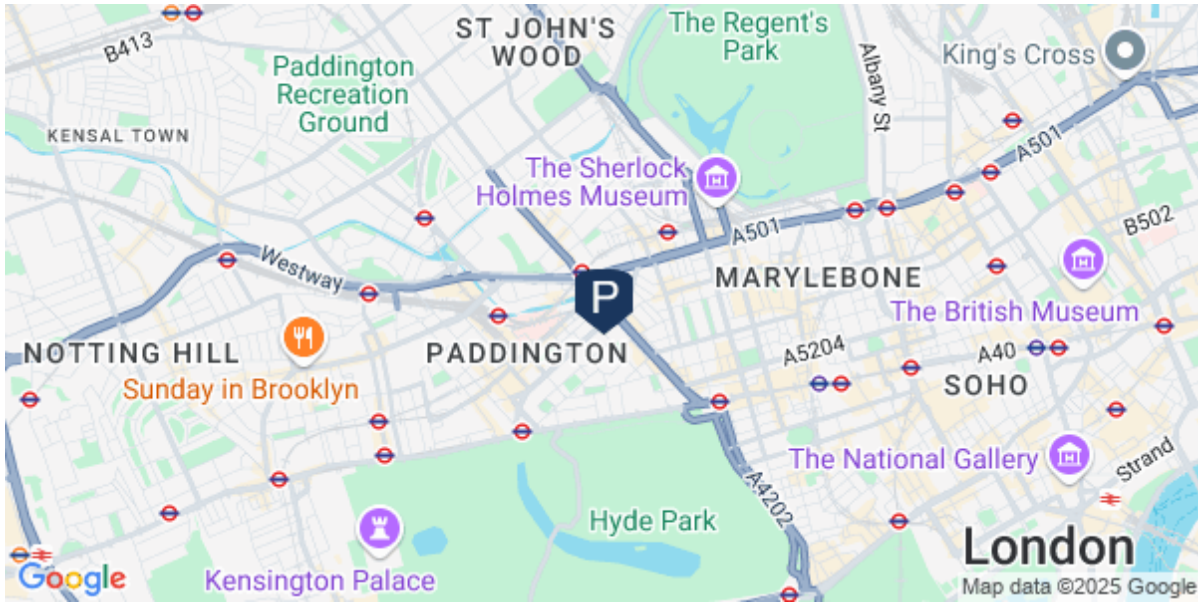 B413
ST JOHN'S
WOOD
The Regent's
Park
Albany St
King's Cross
Paddington
Recreation
Ground
KENSAL TOWN
A501
The Sherlock
Holmes Museum
B502
A501
Westway
P
MARYLEBONE
The British Museum
NOTTING HILL
PADDINGTON
A5204
A40
Sunday in Brooklyn
SOHO
The National Gallery
Strand
A4202
Hyde Park
London
Kensington Palace
Google
Map data ©2025 Google